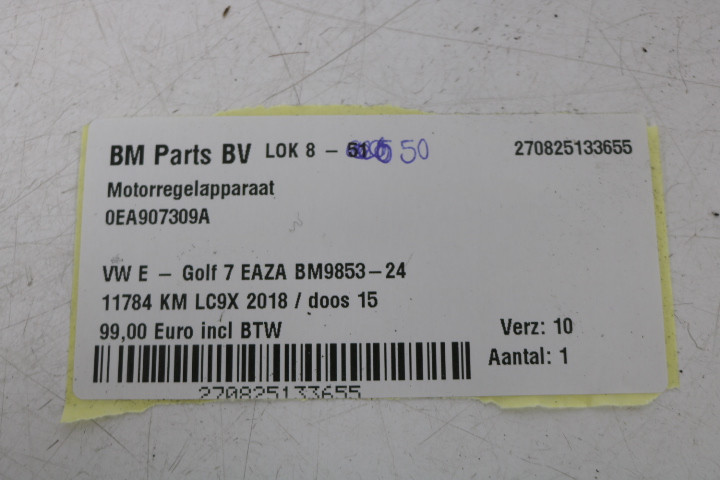 BM Parts BV LOK 8 - 50 270825133655
Motorregelapparaat
0EA907309A
VW E - Golf 7 EAZA BM9853-24
11784 KM LC9X 2018 / doos 15
99,00 Euro incl BTW Verz: 10
Aantal: 1
270825133655